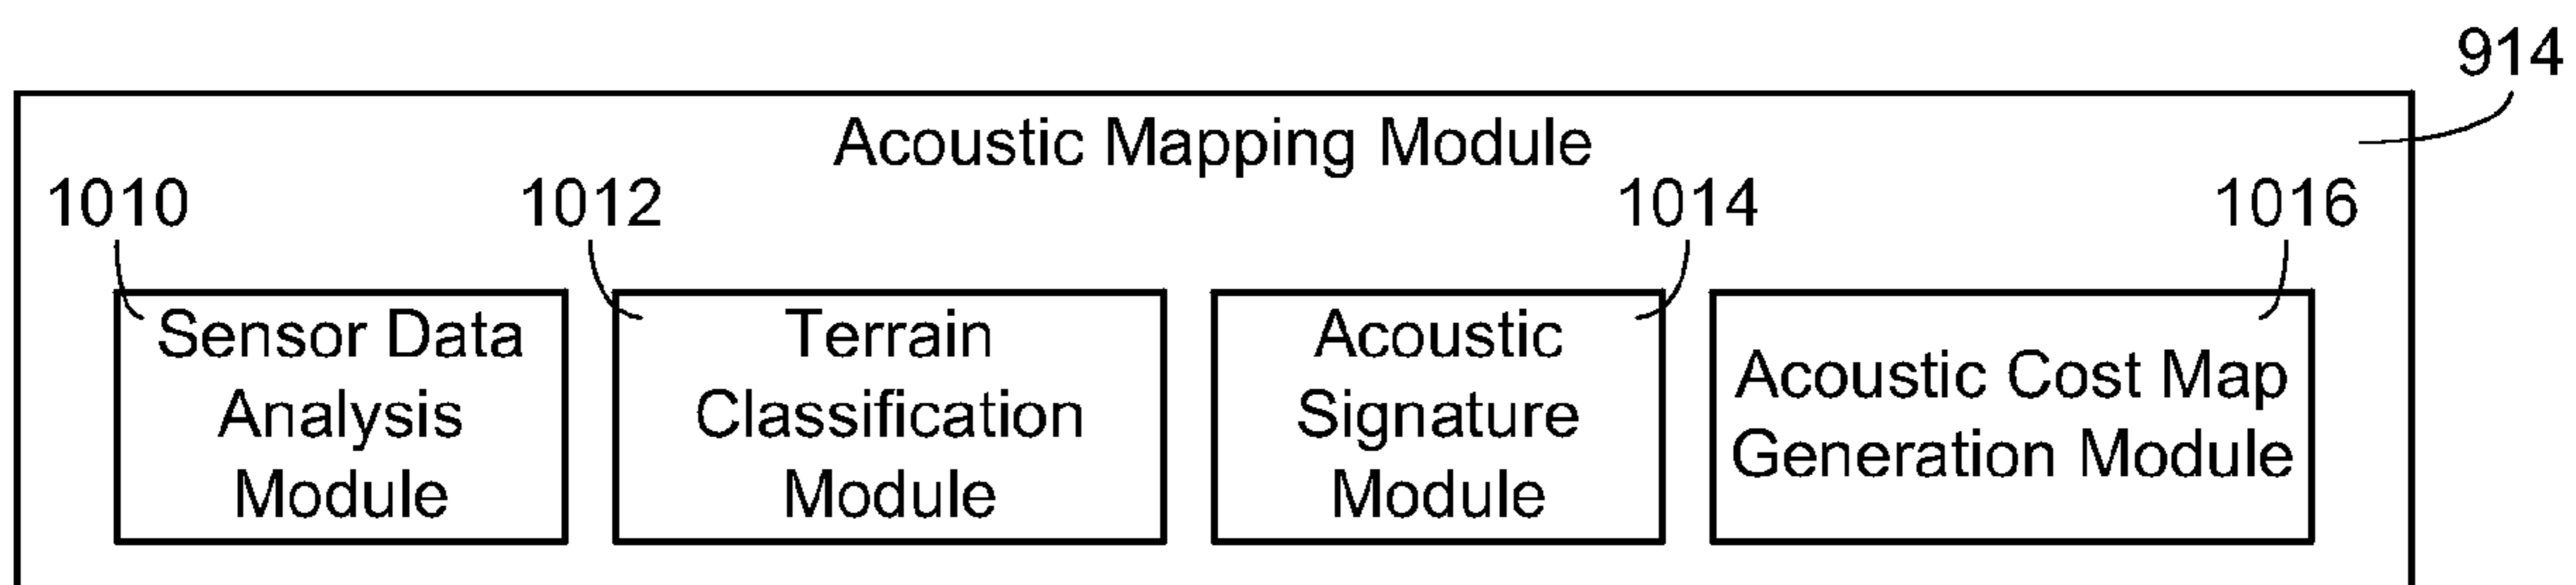 914
Acoustic Mapping Module
1010
1012
1014
1016
Sensor Data
Analysis
Module
Terrain
Classification
Module
Acoustic
Signature
Module
Acoustic Cost Map
Generation Module